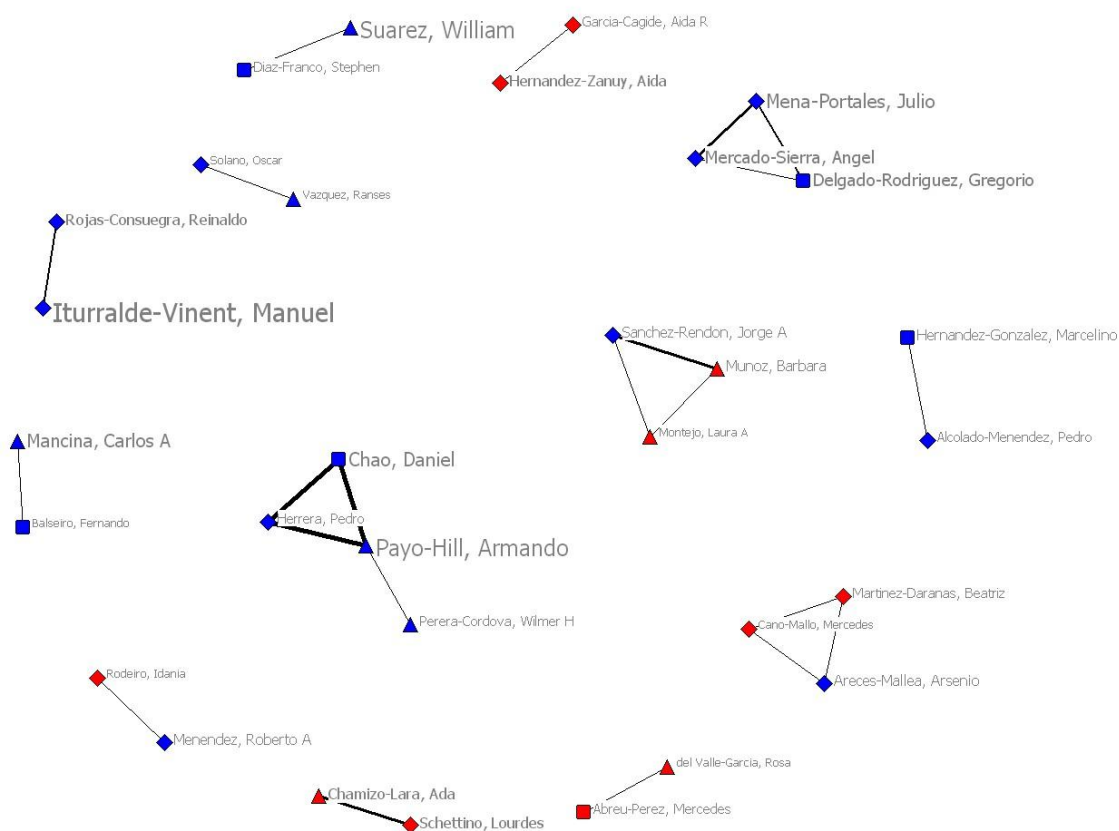 Garcia-Cagide, Aida R
Suarez, William
Diaz-Franco, Stephen
Hernandez-Zanuy, Aida
Mena-Portales, Julio
Mercado-Sierra, Angel
Solano, Oscar
Delgado-Rodriguez, Gregorio
Vazquez, Ranses
Rojas-Consuegra, Reinaldo
Iturralde-Vinent, Manuel
Sanchez-Rendon, Jorge A
Hernandez-Gonzalez, Marcelino
Munoz, Barbara
Montejo, Laura A
Alcolado-Menendez, Pedro
Mancina, Carlos A
Chao, Daniel
Herrera, Pedro
Balseiro, Fernando
Payo-Hill, Armando
Martinez-Daranas, Beatriz
Perera-Cordova, Wilmer H
Cano-Mallo, Mercedes
Rodeiro, Idania
Areces-Mallea, Arsenio
Menendez, Roberto A
del Valle-Garcia, Rosa
Chamizo-Lara, Ada
Abreu-Perez, Mercedes
Schettino, Lourdes